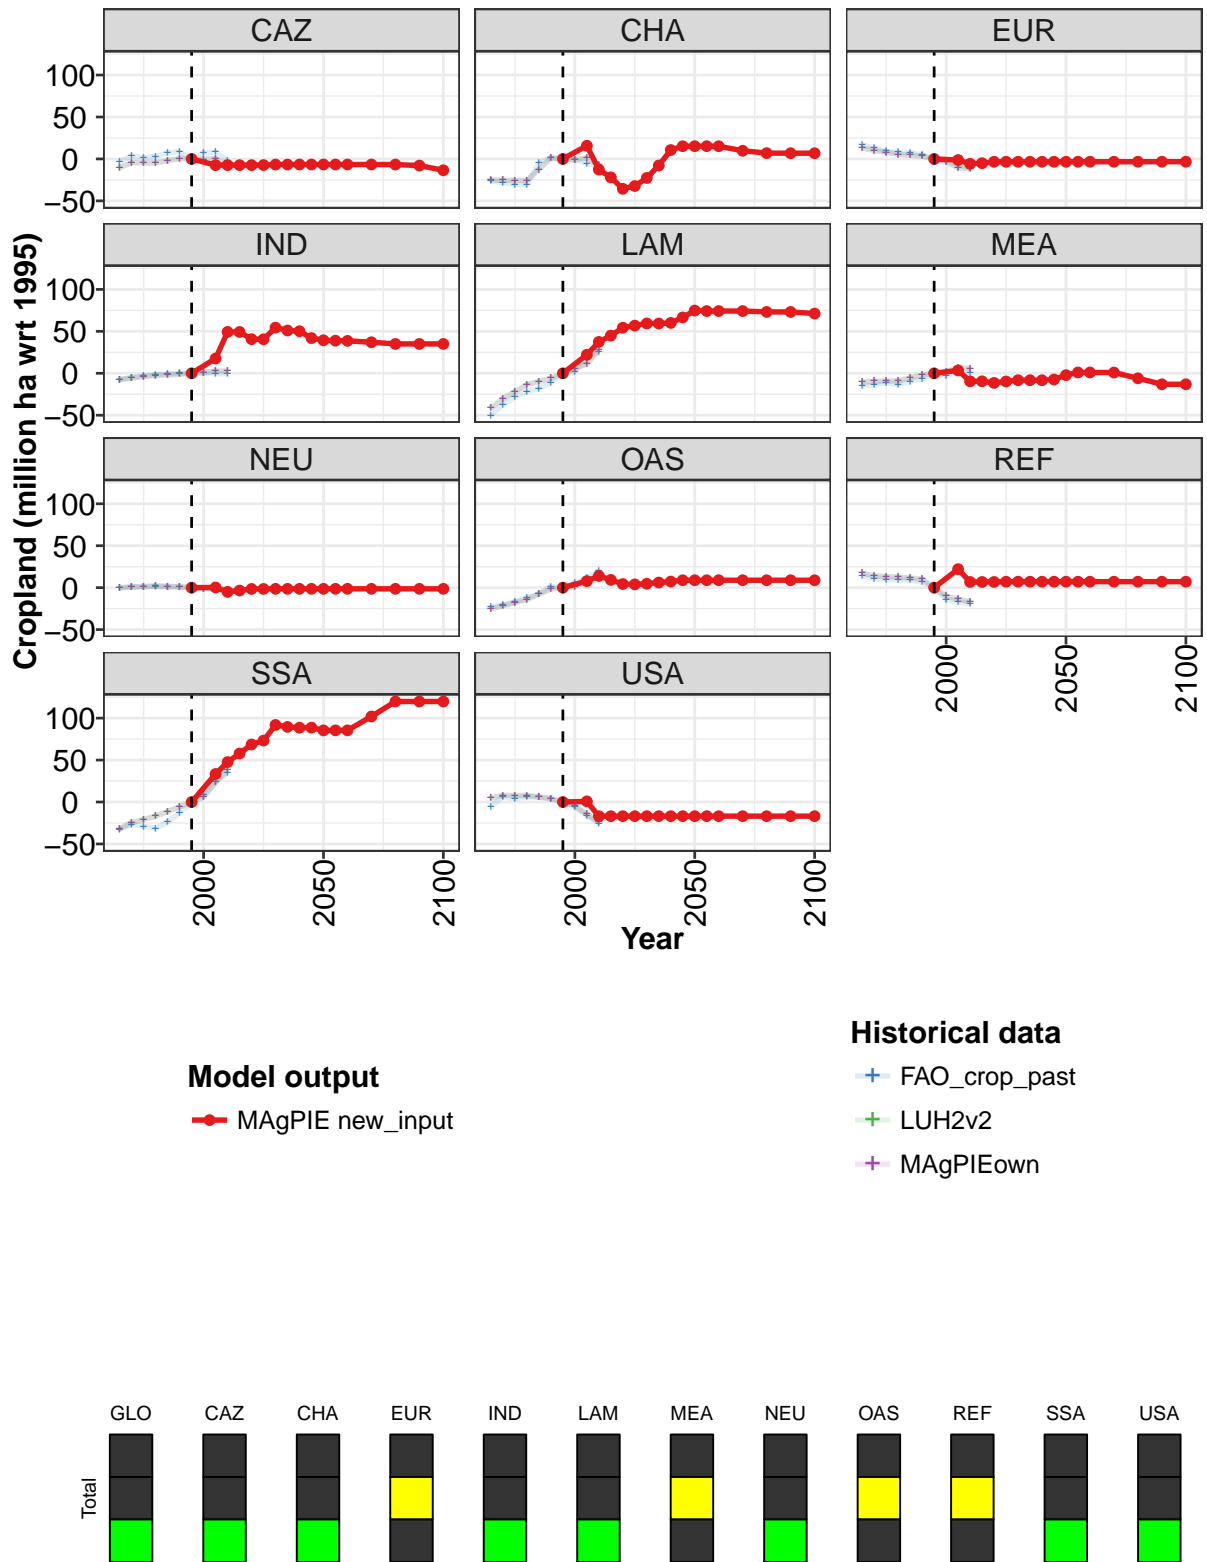 CAZ CHA EUR
100
50
0
−50
IND LAM MEA
100
50
0
−50
Cropland (million ha wrt 1995)
NEU OAS REF
100
50
0
−50
2000 2050 2100
SSA USA
100
50
0
−50
2000 2050 2100 2000 2050 2100
Year
Historical data
Model output
FAO_crop_past
MAgPIE new_input
LUH2v2
MAgPIEown
GLO CAZ CHA EUR IND LAM MEA NEU OAS REF SSA USA
Total